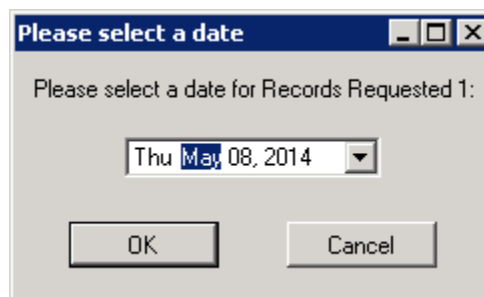 Please select a date
Please select a date for Records Requested 1:
Thu May 08, 2014
OK
Cancel